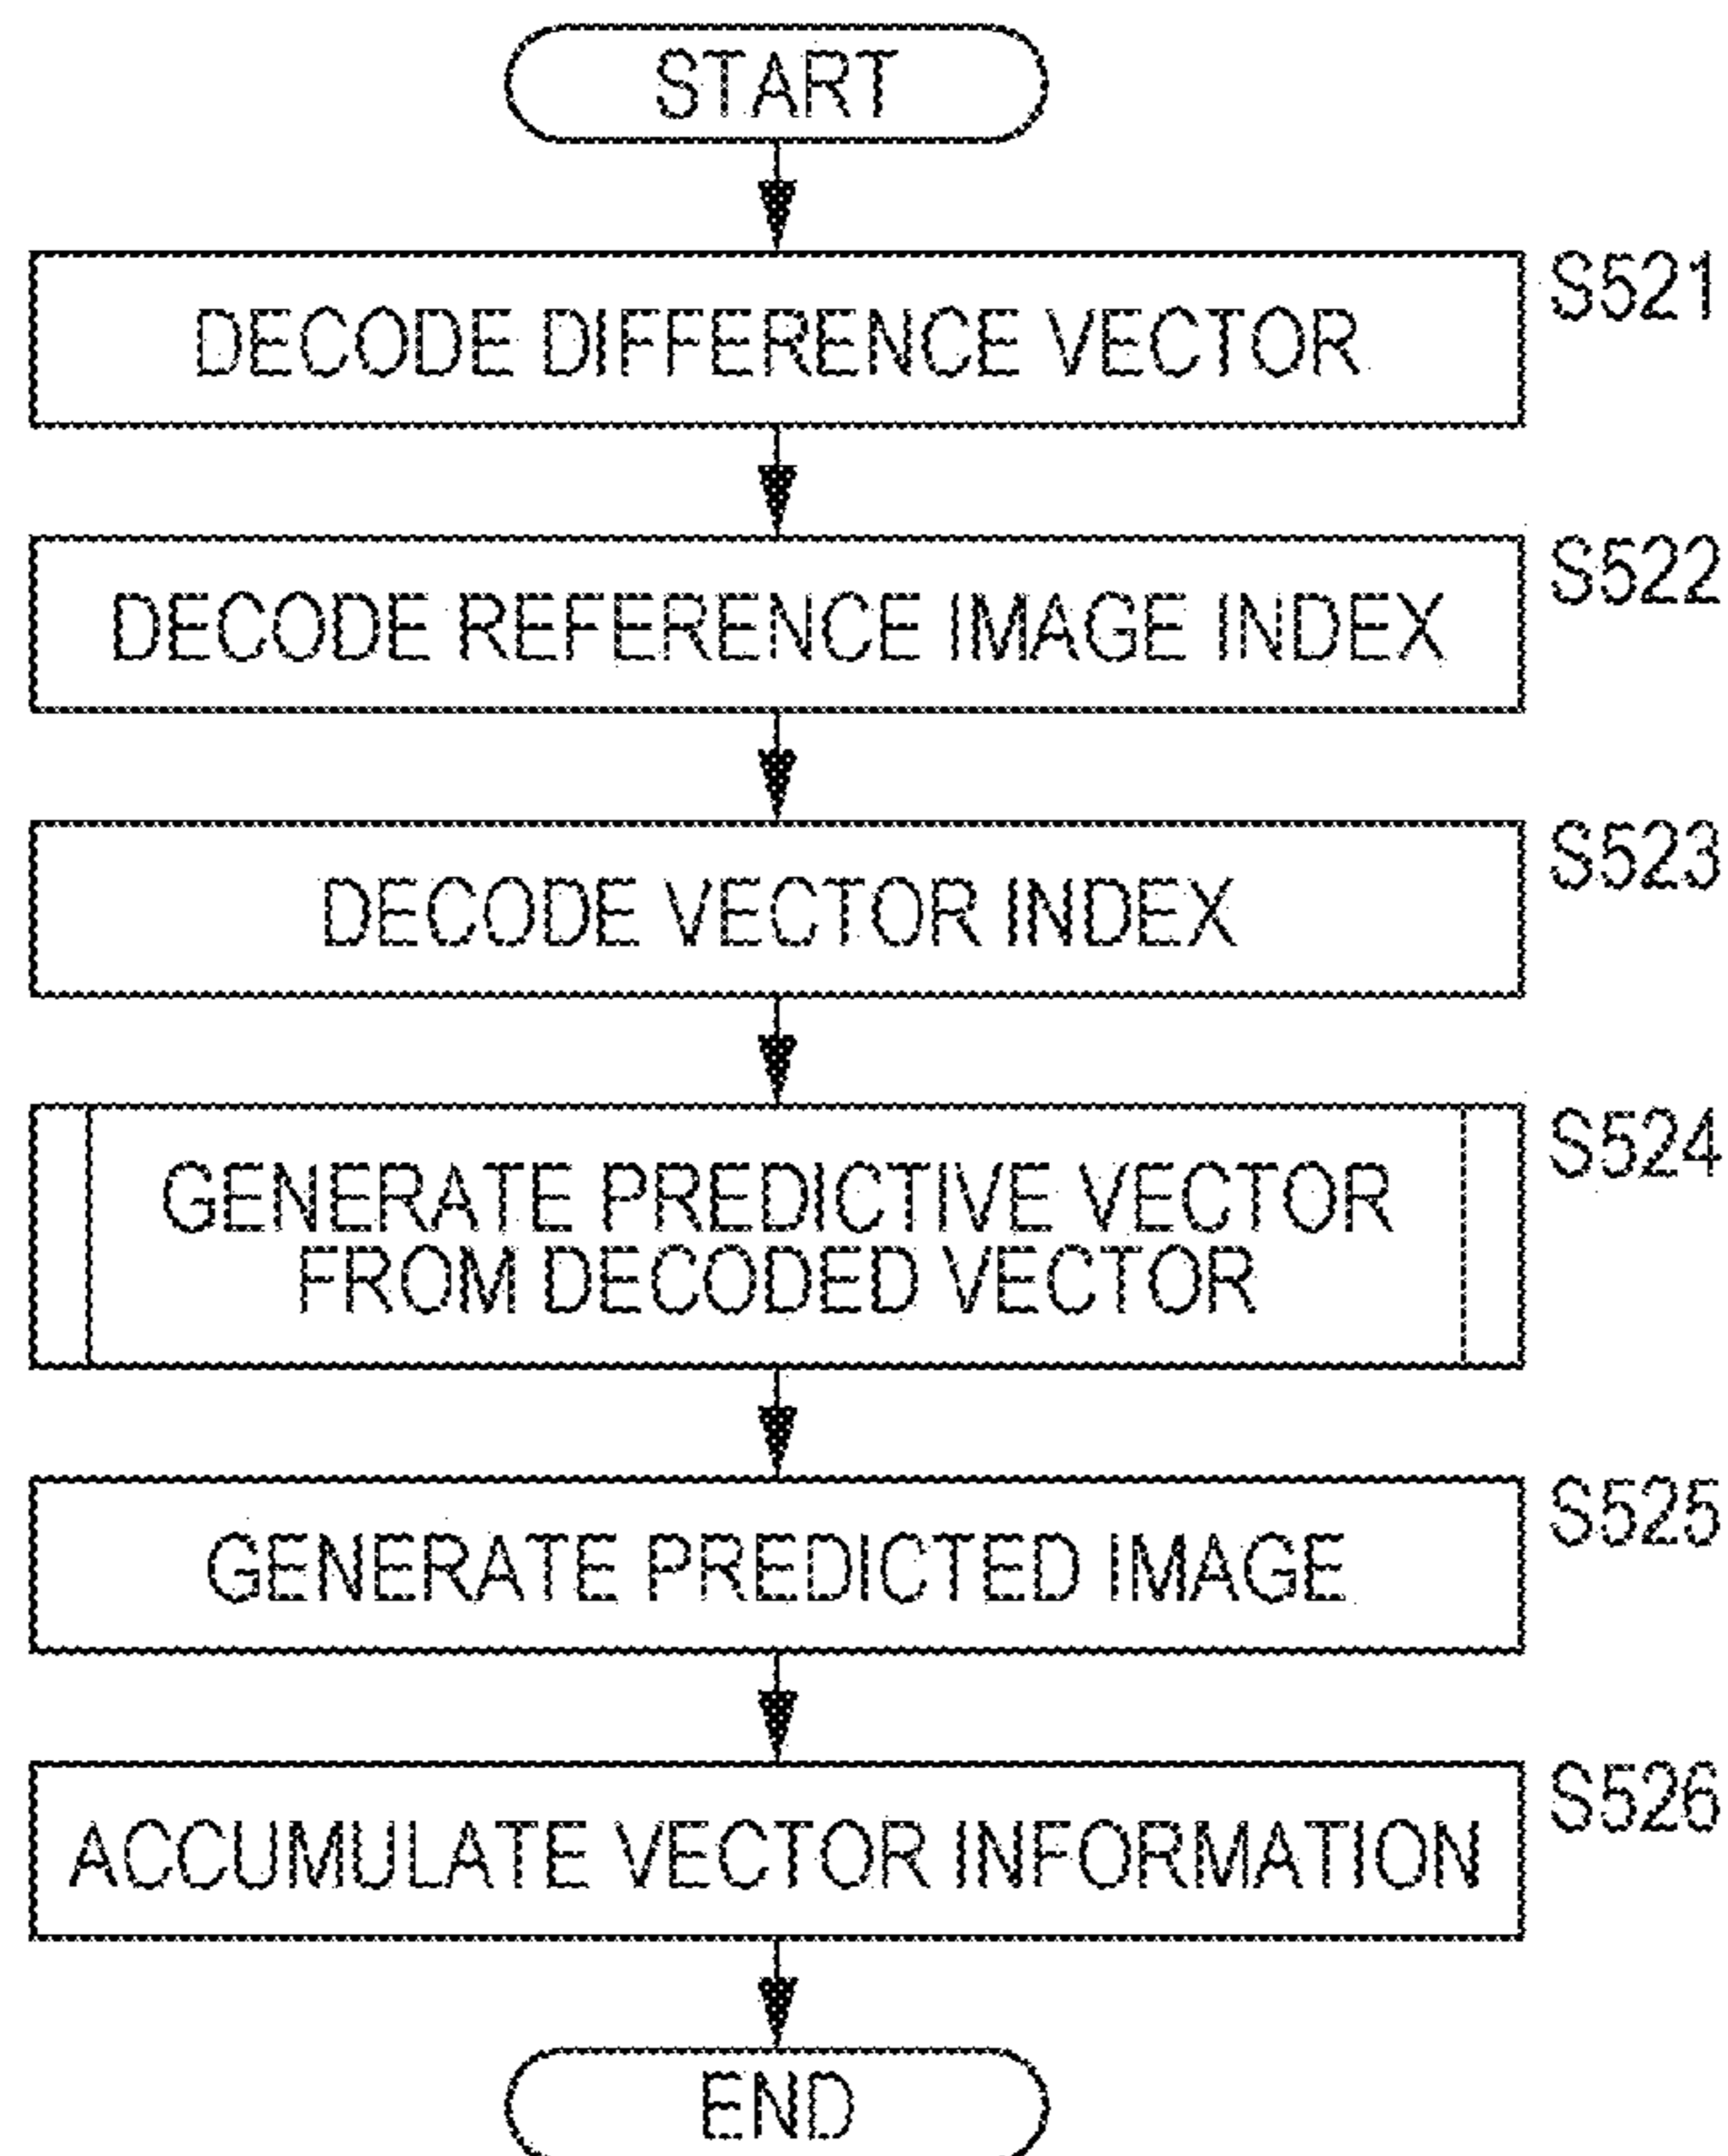 START
DECODE DIFFERENCE VECTOR
S521
DECODE REFERENCE IMAGE INDEX
S522
DECODE VECTOR INDEX
S523
GENERATE PREDICTIVE VECTOR
FROM DECODED VECTOR
S524
GENERATE PREDICTED IMAGE
S525
ACCUMULATE VECTOR INFORMATION
S526
END